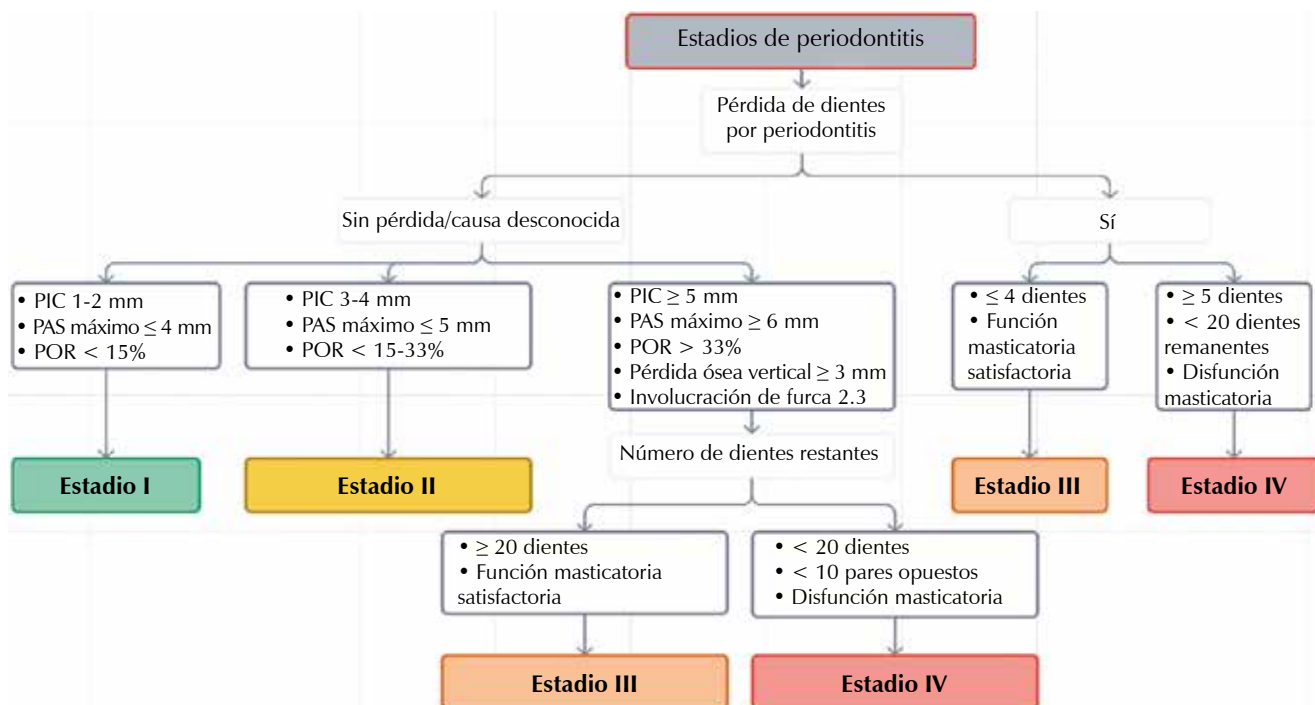 Estadios de periodontitis
Pérdida de dientes
por periodontitis
Sin pérdida/causa desconocida
Sí
• PIC 1-2 mm
• PAS máximo ≤ 4 mm
• POR < 15%
• PIC 3-4 mm
• PAS máximo ≤ 5 mm
• POR < 15-33%
• PIC ≥ 5 mm
• PAS máximo ≥ 6 mm
• POR > 33%
• Pérdida ósea vertical ≥ 3 mm
• Involucración de furca 2.3
• ≤ 4 dientes
• Función
masticatoria
satisfactoria
• ≥ 5 dientes
• < 20 dientes
remanentes
• Disfunción
masticatoria
Número de dientes restantes
Estadio I
Estadio II
Estadio III
Estadio IV
• ≥ 20 dientes
• Función masticatoria
satisfactoria
• < 20 dientes
• < 10 pares opuestos
• Disfunción masticatoria
Estadio III
Estadio IV